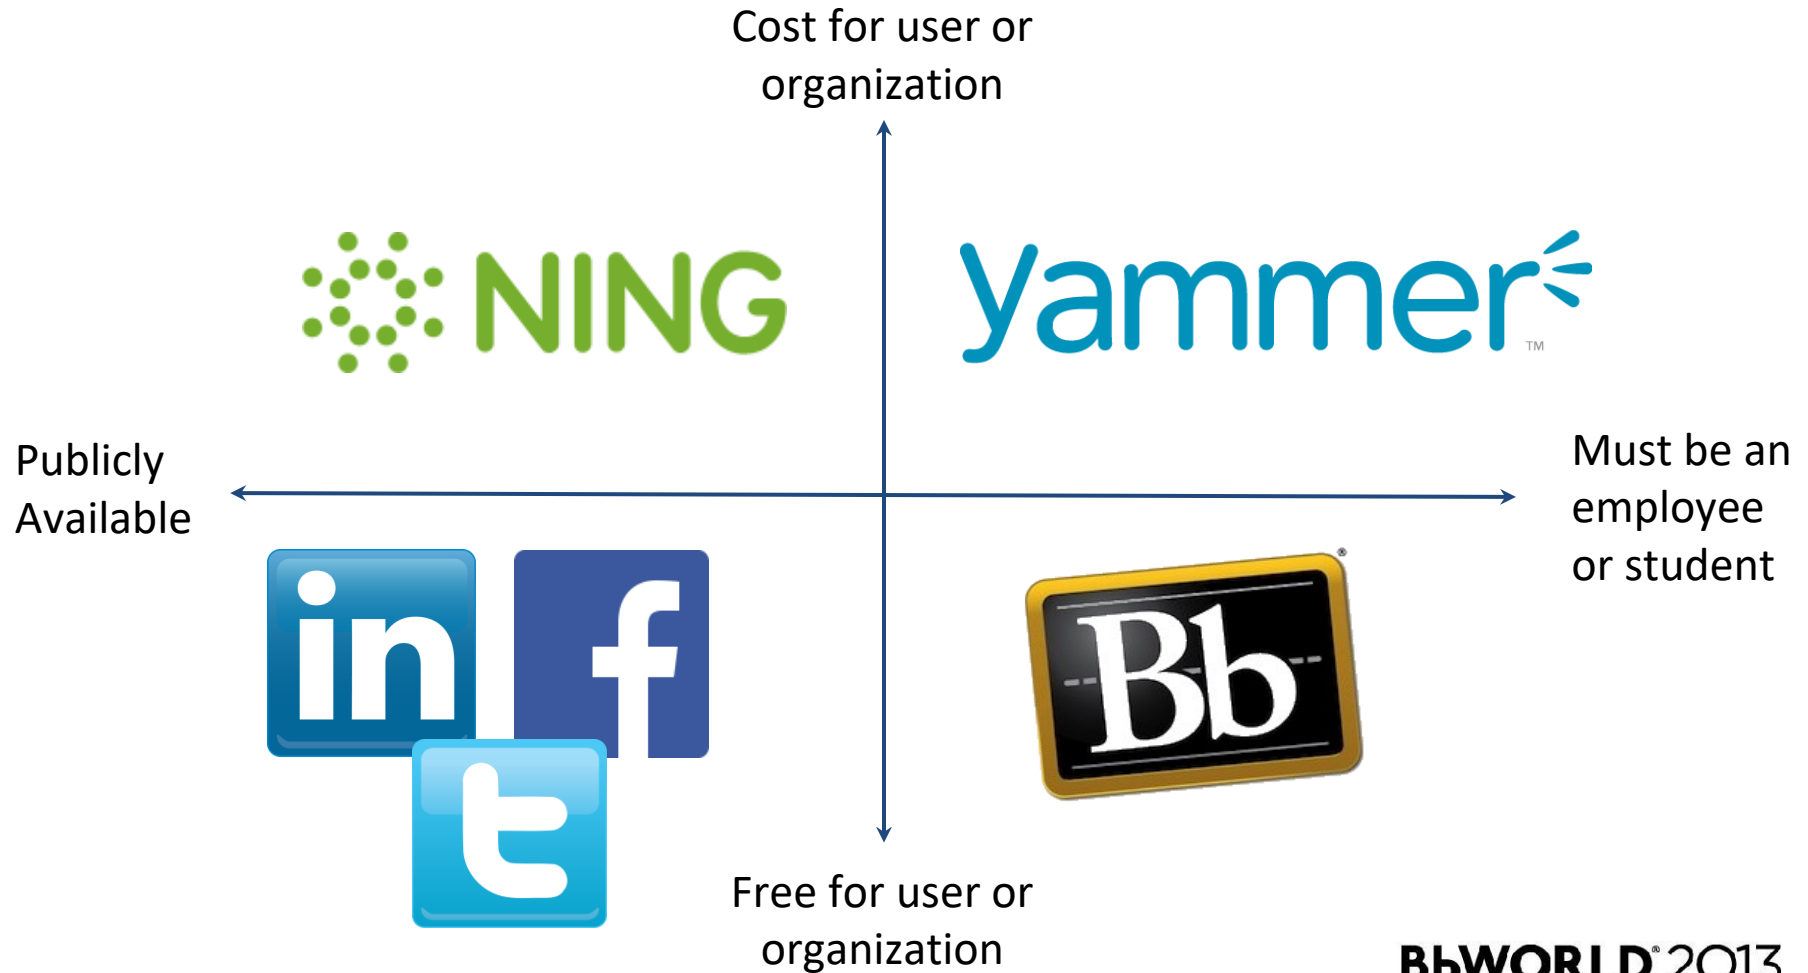 Cost for user or
organization
NING
yammer
TM
Publicly
Available
Must be an
employee
or student
in
f
Bb
®
t
Free for user or
organization
BbWORLD® 2013